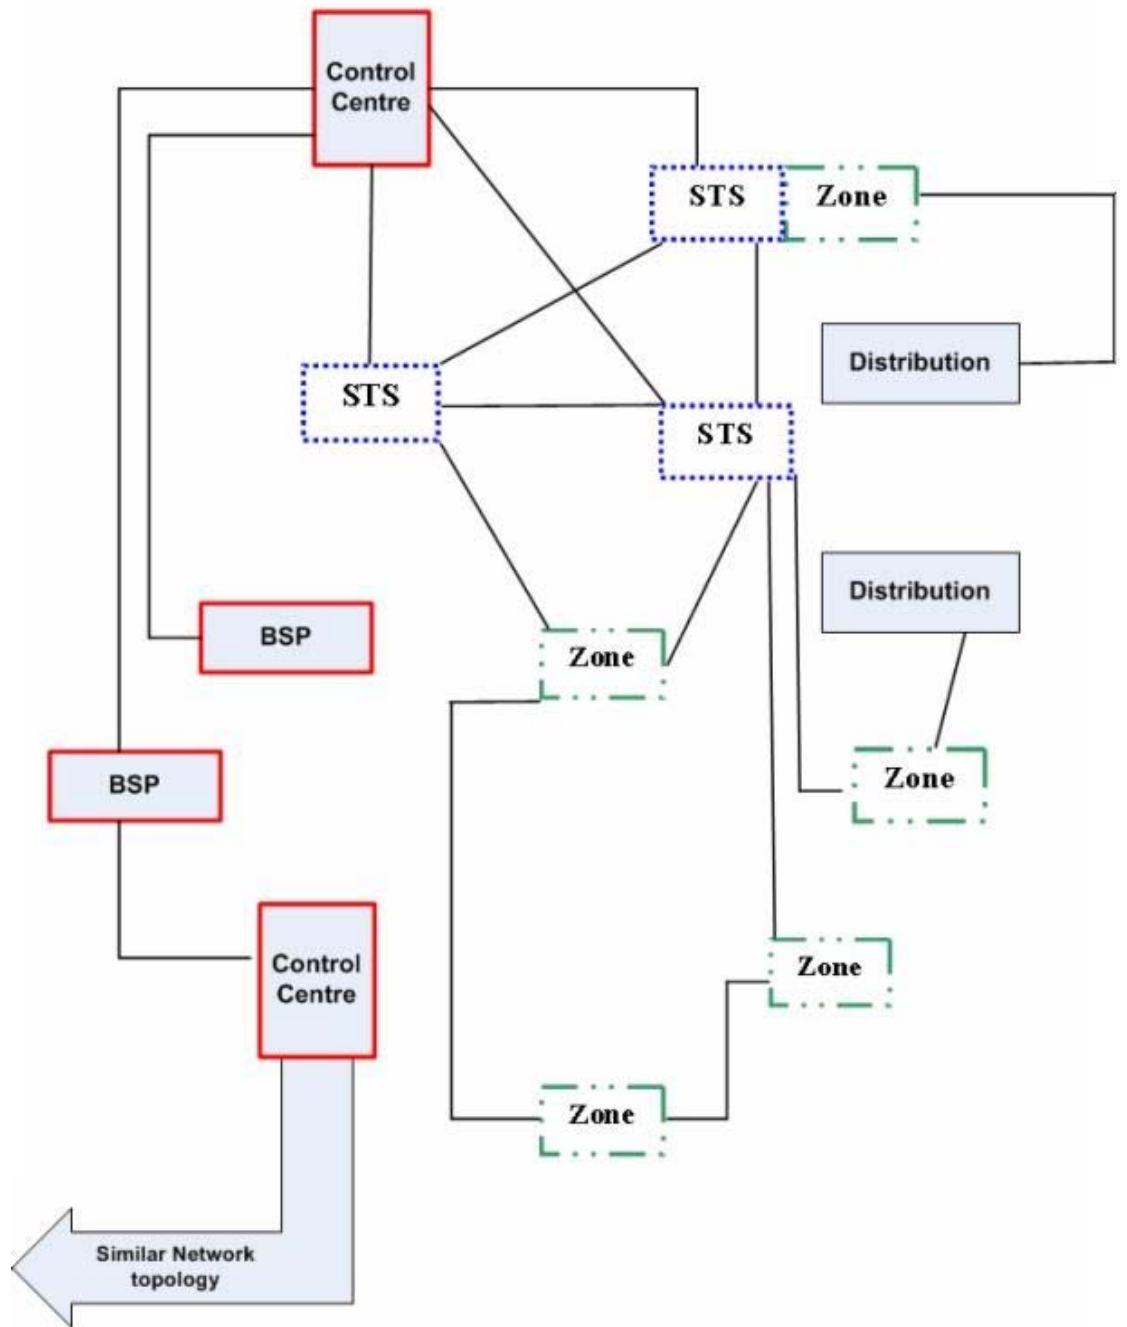 Control
Centre
STS
Zone
Distribution
STS
STS
Distribution
BSP
Zone
BSP
Zone
Control
Centre
Zone
Zone
Similar Network
topology